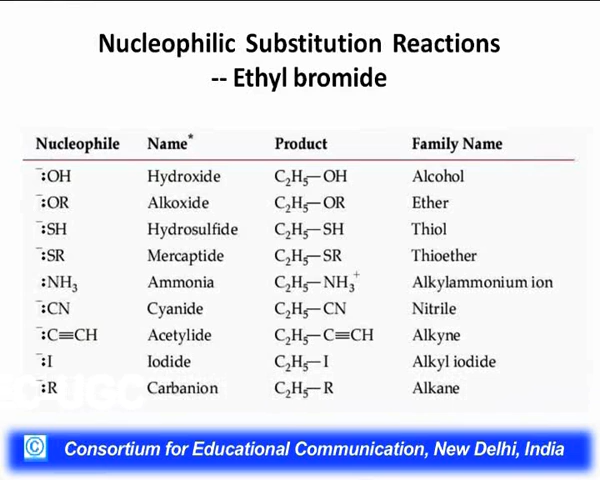 Nucleophilic Substitution Reactions
-- Ethyl bromide
Nucleophile Name* Product Family Name
⁻:OH Hydroxide C₂H₅—OH Alcohol
⁻:OR Alkoxide C₂H₅—OR Ether
⁻:SH Hydrosulfide C₂H₅—SH Thiol
⁻:SR Mercaptide C₂H₅—SR Thioether
:NH₃ Ammonia C₂H₅—NH₃⁺ Alkylammonium ion
⁻:CN Cyanide C₂H₅—CN Nitrile
⁻:C≡CH Acetylide C₂H₅—C≡CH Alkyne
⁻:I Iodide C₂H₅—I Alkyl iodide
⁻:R Carbanion C₂H₅—R Alkane
© Consortium for Educational Communication, New Delhi, India